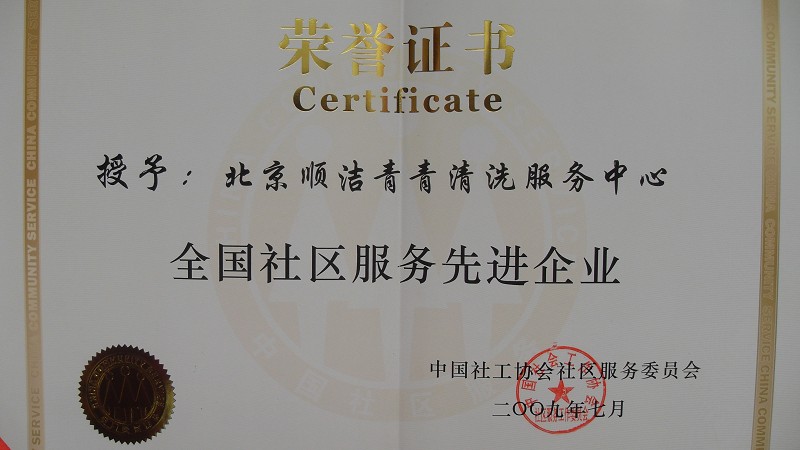 荣誉证书
Certificate
授予：北京顺洁青青清洗服务中心
全国社区服务先进企业
中国社工协会社区服务委员会
二〇〇九年七月
COMMUNITY SERVICE CHINA COMMUNITY SERVICE
COMMUNITY SERVICE CHINA COMMUNITY SERVICE CHINA COMMUNITY